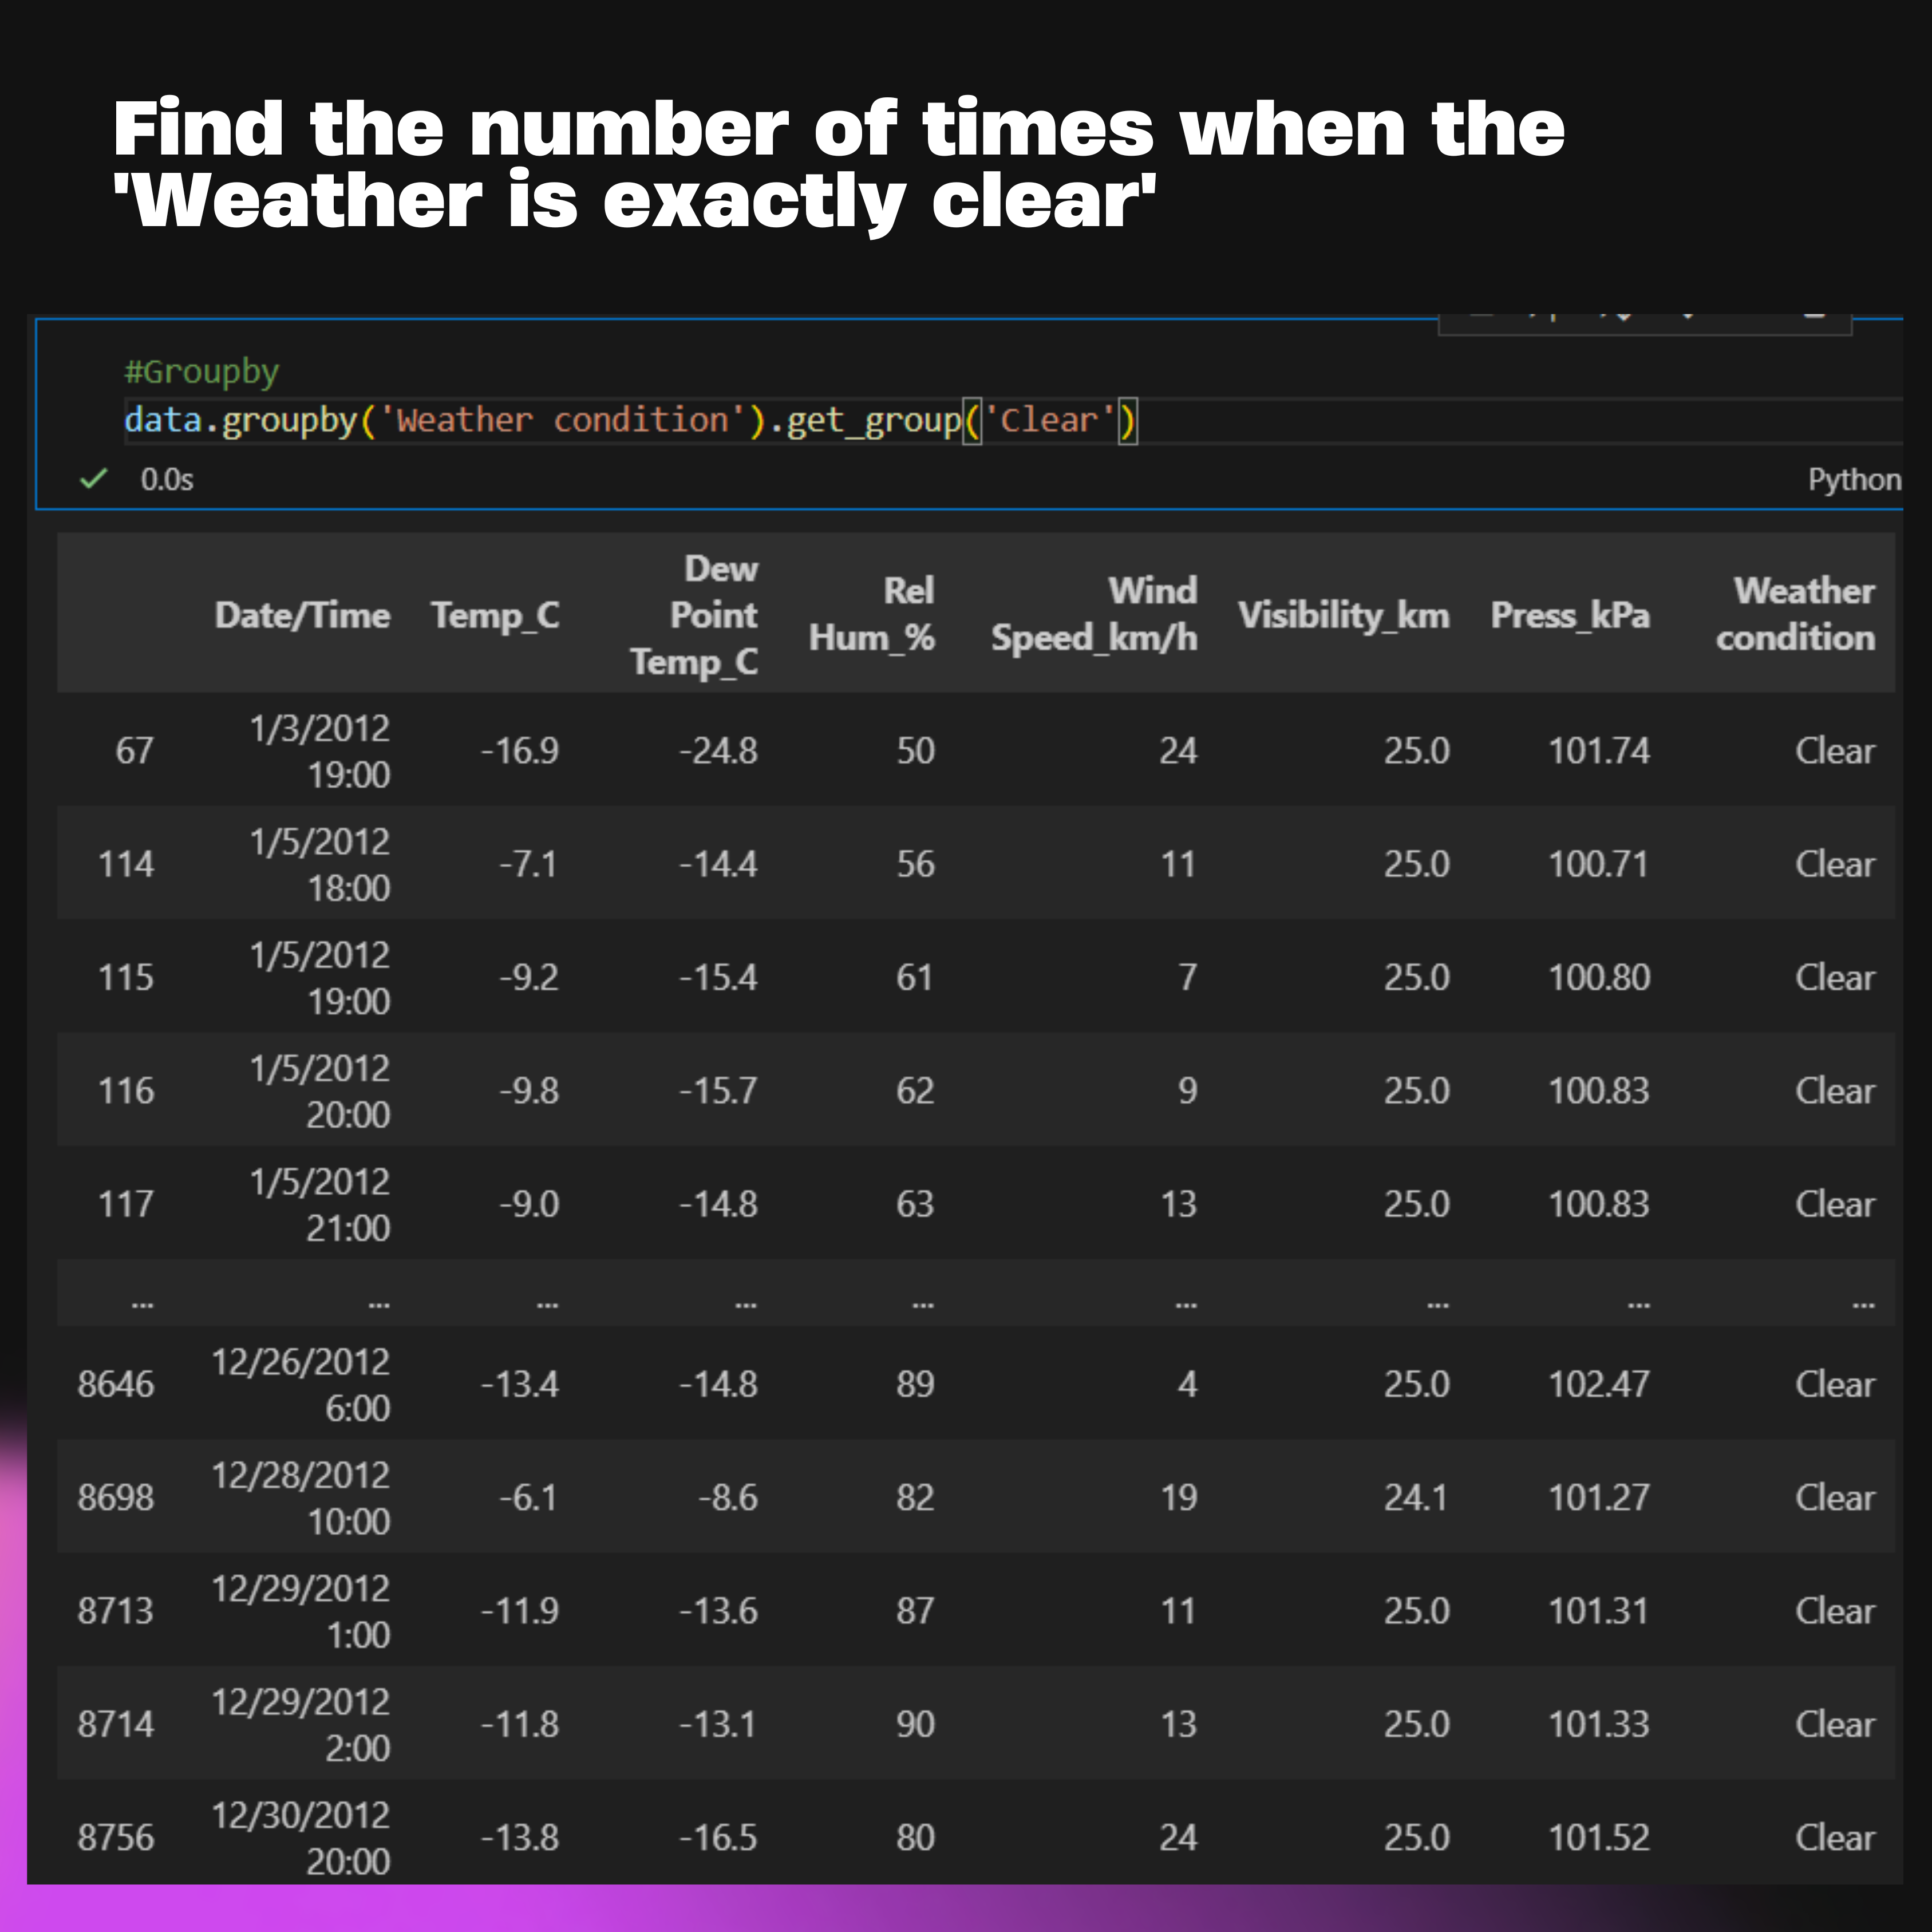 Find the number of times when the
'Weather is exactly clear'
#Groupby
data.groupby('Weather condition').get_group('Clear')
0.0s Python
Date/Time Temp_C Dew Point Temp_C Rel Hum_% Wind Speed_km/h Visibility_km Press_kPa Weather condition
67 1/3/2012 19:00 -16.9 -24.8 50 24 25.0 101.74 Clear
114 1/5/2012 18:00 -7.1 -14.4 56 11 25.0 100.71 Clear
115 1/5/2012 19:00 -9.2 -15.4 61 7 25.0 100.80 Clear
116 1/5/2012 20:00 -9.8 -15.7 62 9 25.0 100.83 Clear
117 1/5/2012 21:00 -9.0 -14.8 63 13 25.0 100.83 Clear
... ... ... ... ... ... ... ... ...
8646 12/26/2012 6:00 -13.4 -14.8 89 4 25.0 102.47 Clear
8698 12/28/2012 10:00 -6.1 -8.6 82 19 24.1 101.27 Clear
8713 12/29/2012 1:00 -11.9 -13.6 87 11 25.0 101.31 Clear
8714 12/29/2012 2:00 -11.8 -13.1 90 13 25.0 101.33 Clear
8756 12/30/2012 20:00 -13.8 -16.5 80 24 25.0 101.52 Clear